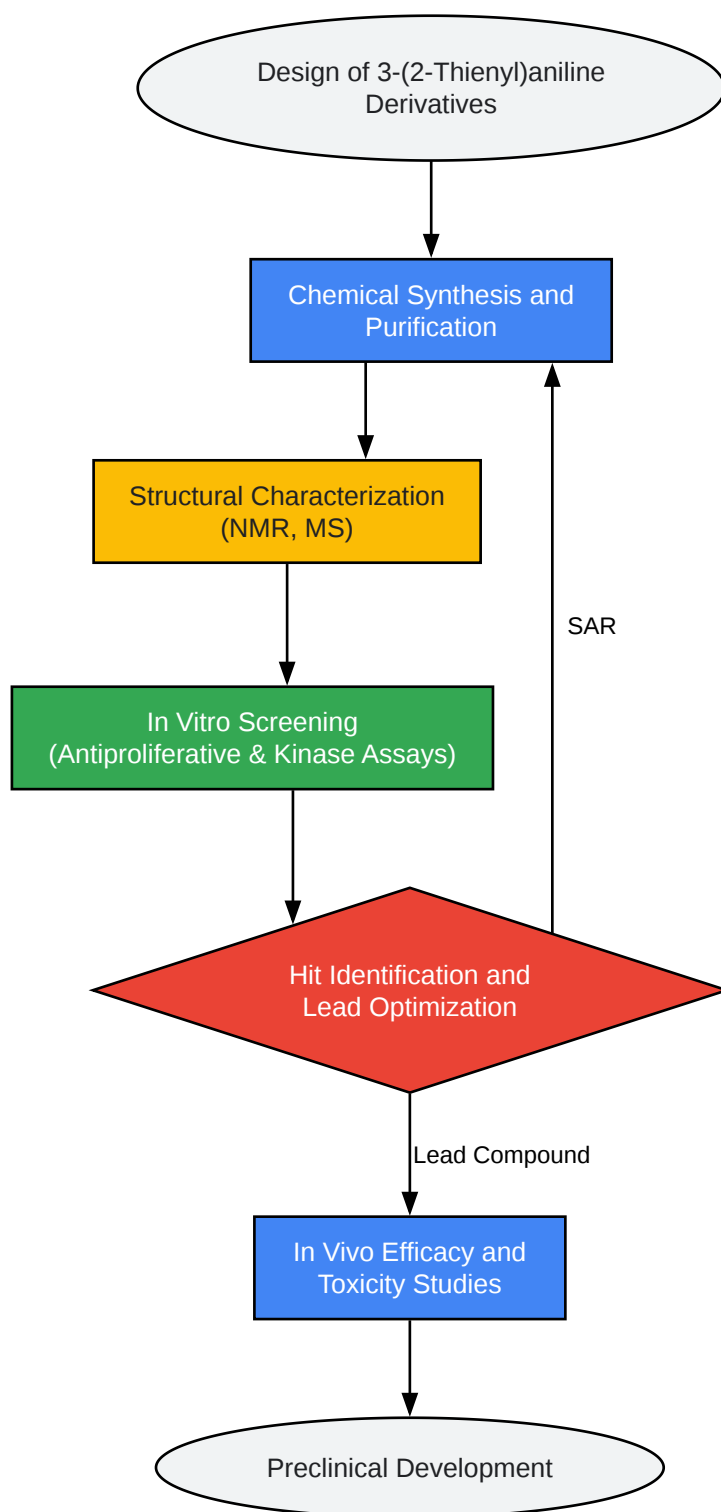 Design of 3-(2-Thienyl)aniline
Derivatives
Chemical Synthesis and
Purification
Structural Characterization
(NMR, MS)
SAR
In Vitro Screening
(Antiproliferative & Kinase Assays)
Hit Identification and
Lead Optimization
Lead Compound
In Vivo Efficacy and
Toxicity Studies
Preclinical Development